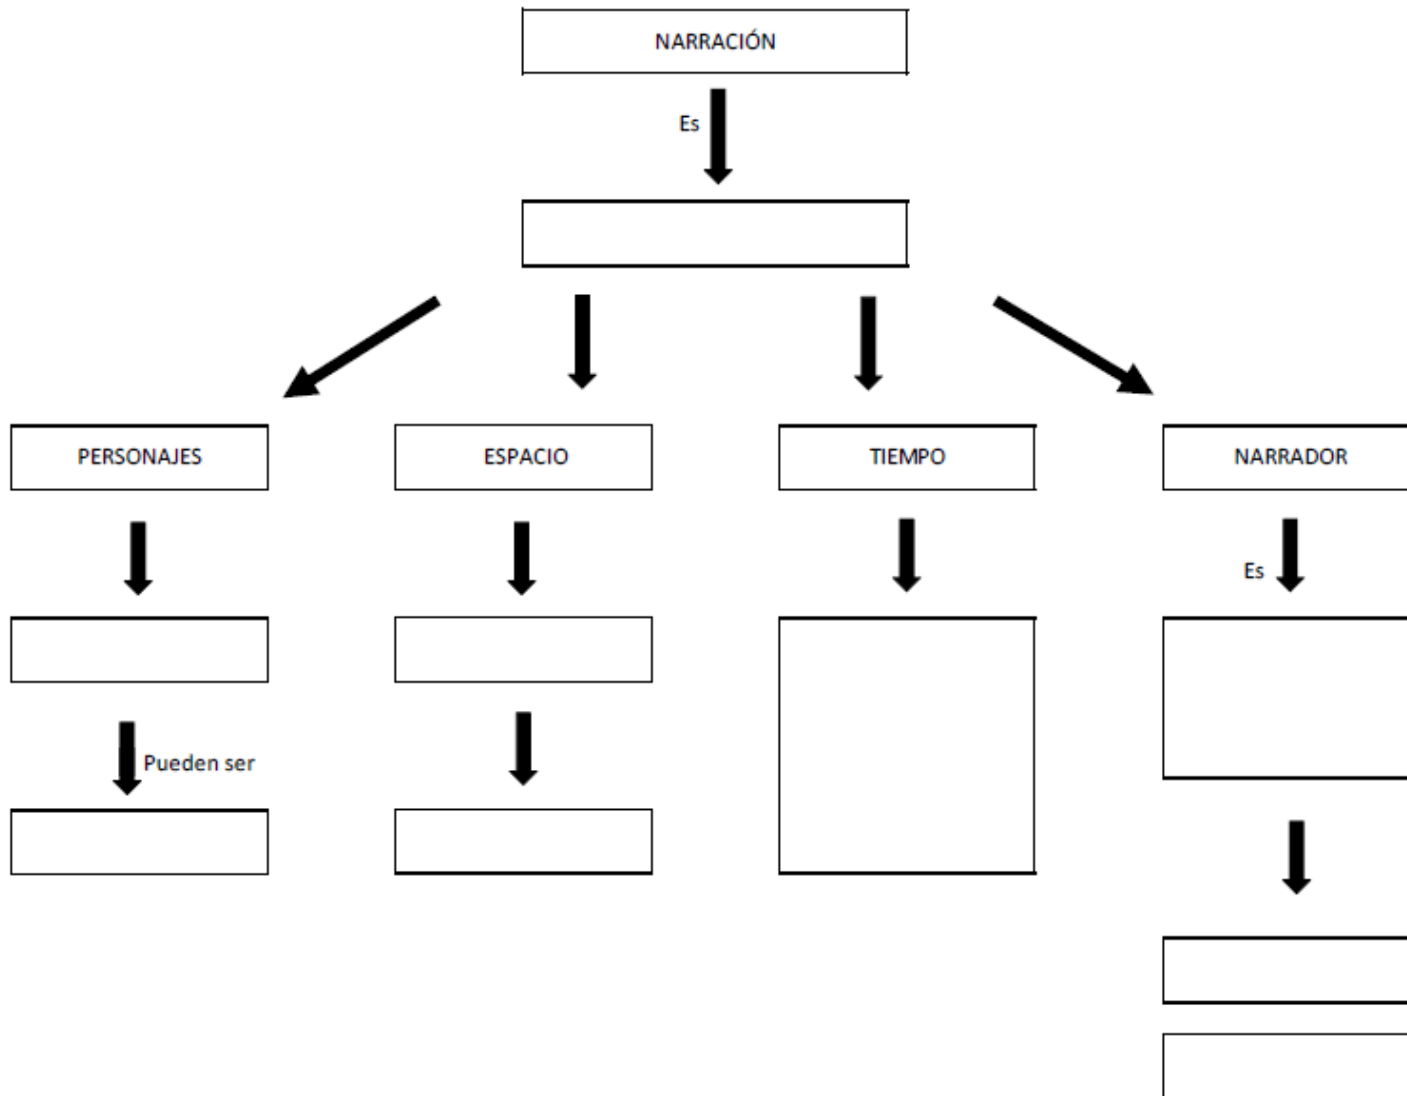 NARRACIÓN
Es
PERSONAJES
ESPACIO
TIEMPO
NARRADOR
Es
Pueden ser